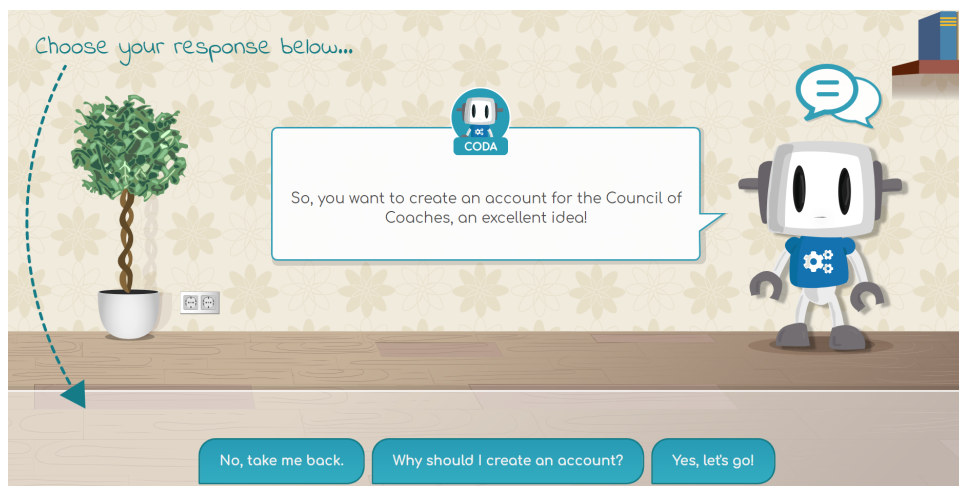 Choose your response below...
CODA
So, you want to create an account for the Council of
Coaches, an excellent idea!
No, take me back.
Why should I create an account?
Yes, let's go!